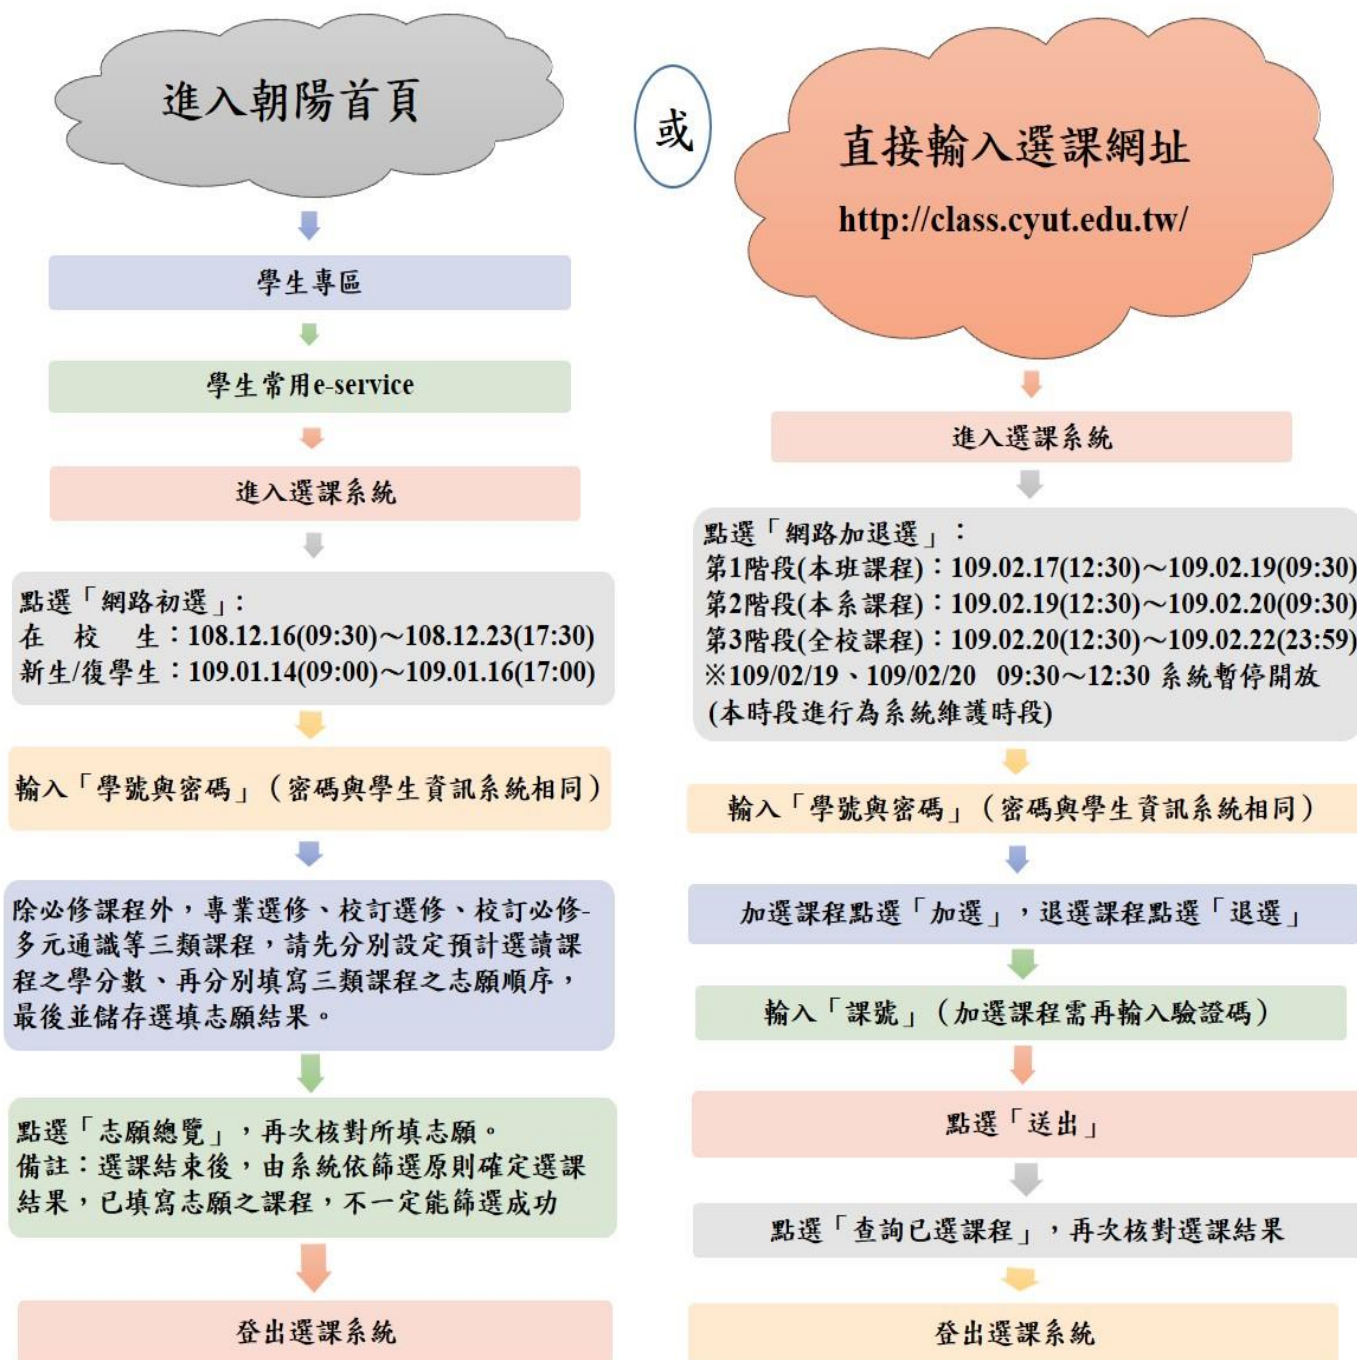 進入朝陽首頁
學生專區
學生常用e-service
進入選課系統
點選「網路初選」:
在 校 生：108.12.16(09:30)～108.12.23(17:30)
新生/復學生：109.01.14(09:00)～109.01.16(17:00)
輸入「學號與密碼」（密碼與學生資訊系統相同）
除必修課程外，專業選修、校訂選修、校訂必修-
多元通識等三類課程，請先分別設定預計選讀課
程之學分數、再分別填寫三類課程之志願順序，
最後並儲存選填志願結果。
點選「志願總覽」，再次核對所填志願。
備註：選課結束後，由系統依篩選原則確定選課
結果，已填寫志願之課程，不一定能篩選成功
登出選課系統
或
直接輸入選課網址
http://class.cyut.edu.tw/
進入選課系統
點選「網路加退選」：
第1階段(本班課程)：109.02.17(12:30)～109.02.19(09:30)
第2階段(本系課程)：109.02.19(12:30)～109.02.20(09:30)
第3階段(全校課程)：109.02.20(12:30)～109.02.22(23:59)
※109/02/19、109/02/20 09:30～12:30 系統暫停開放
(本時段進行為系統維護時段)
輸入「學號與密碼」（密碼與學生資訊系統相同）
加選課程點選「加選」，退選課程點選「退選」
輸入「課號」（加選課程需再輸入驗證碼）
點選「送出」
點選「查詢已選課程」，再次核對選課結果
登出選課系統